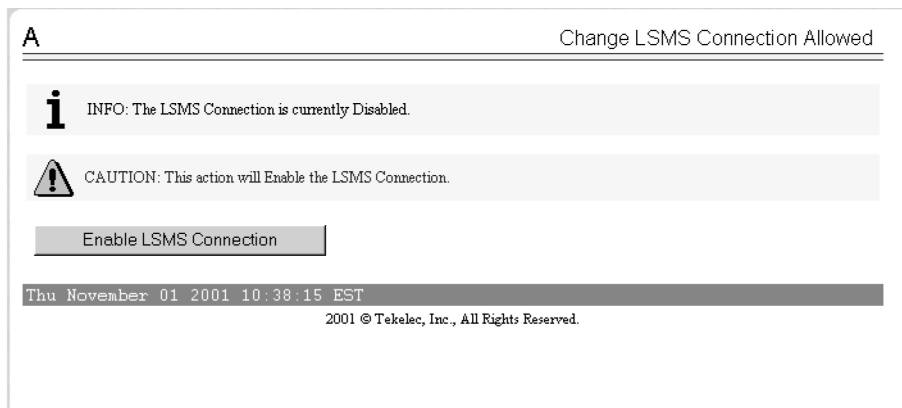 A
Change LSMS Connection Allowed
INFO: The LSMS Connection is currently Disabled.
CAUTION: This action will Enable the LSMS Connection.
Enable LSMS Connection
Thu November 01 2001 10:38:15 EST
2001 © Tekelec, Inc., All Rights Reserved.